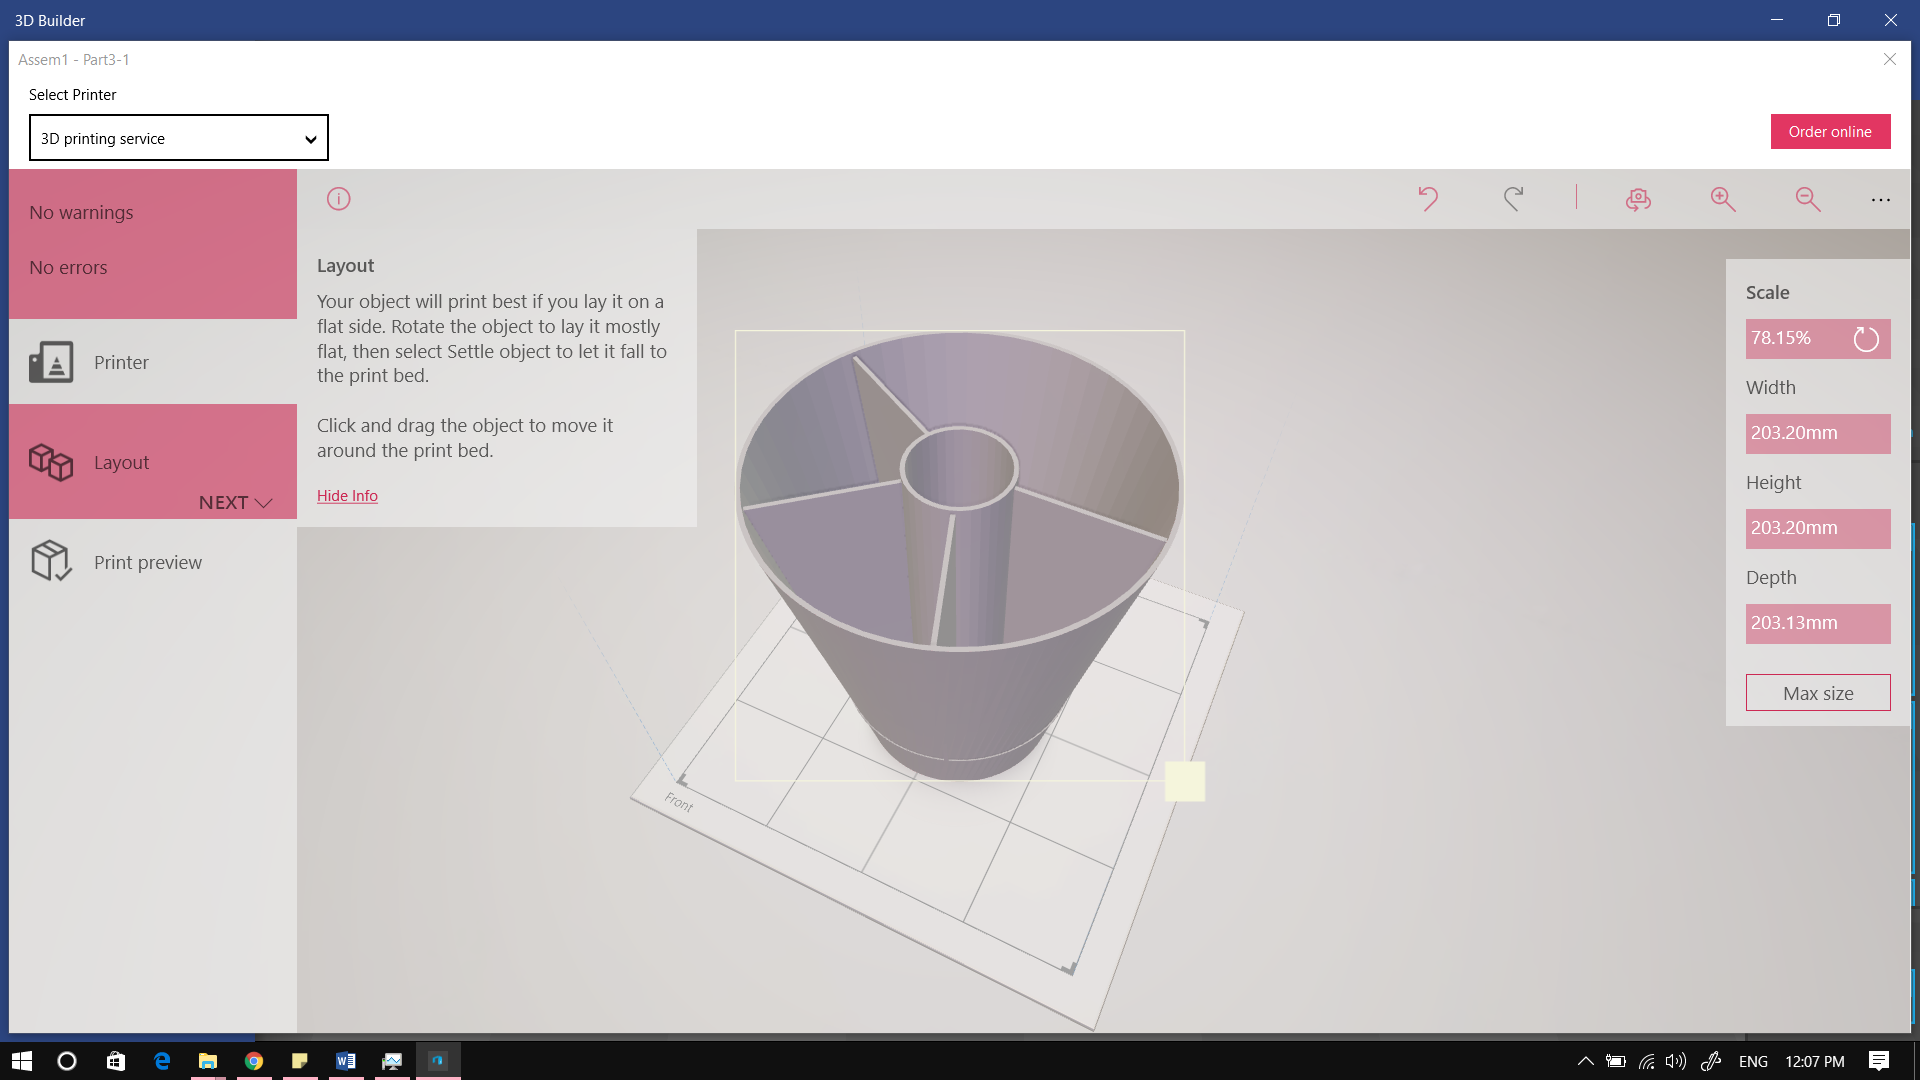 3D Builder
Assem1 - Part3-1
Select Printer
3D printing service
Order online
No warnings
No errors
Printer
Layout
NEXT
Print preview
Layout
Your object will print best if you lay it on a
flat side. Rotate the object to lay it mostly
flat, then select Settle object to let it fall to
the print bed.
Click and drag the object to move it
around the print bed.
Hide Info
Front
Scale
78.15%
Width
203.20mm
Height
203.20mm
Depth
203.13mm
Max size
ENG
12:07 PM